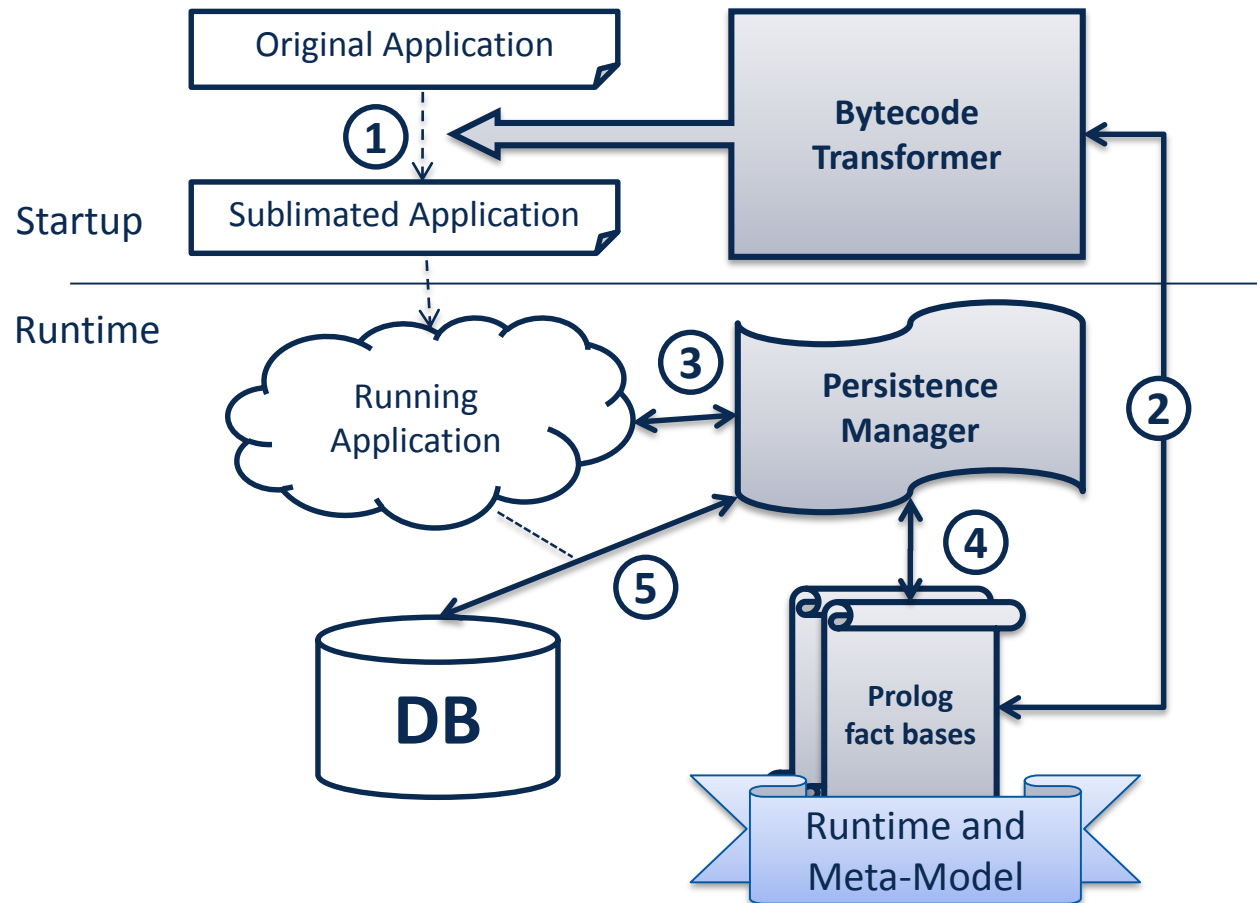 Original Application
1
Bytecode
Transformer
Startup
Sublimated Application
Runtime
Running
Application
3
Persistence
Manager
2
4
5
DB
Prolog
fact bases
Runtime and
Meta-Model